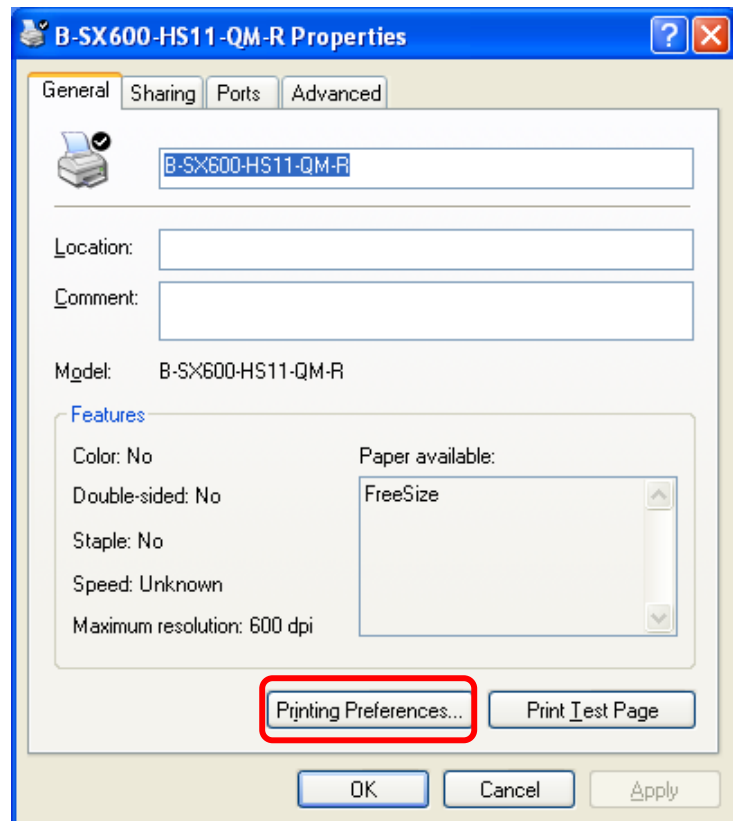 B-SX600-HS11-QM-R Properties
General Sharing Ports Advanced
B-SX600-HS11-QM-R
Location:
Comment:
Model: B-SX600-HS11-QM-R
Features
Color: No
Paper available:
Double-sided: No
FreeSize
Staple: No
Speed: Unknown
Maximum resolution: 600 dpi
Printing Preferences... Print Test Page
OK Cancel Apply